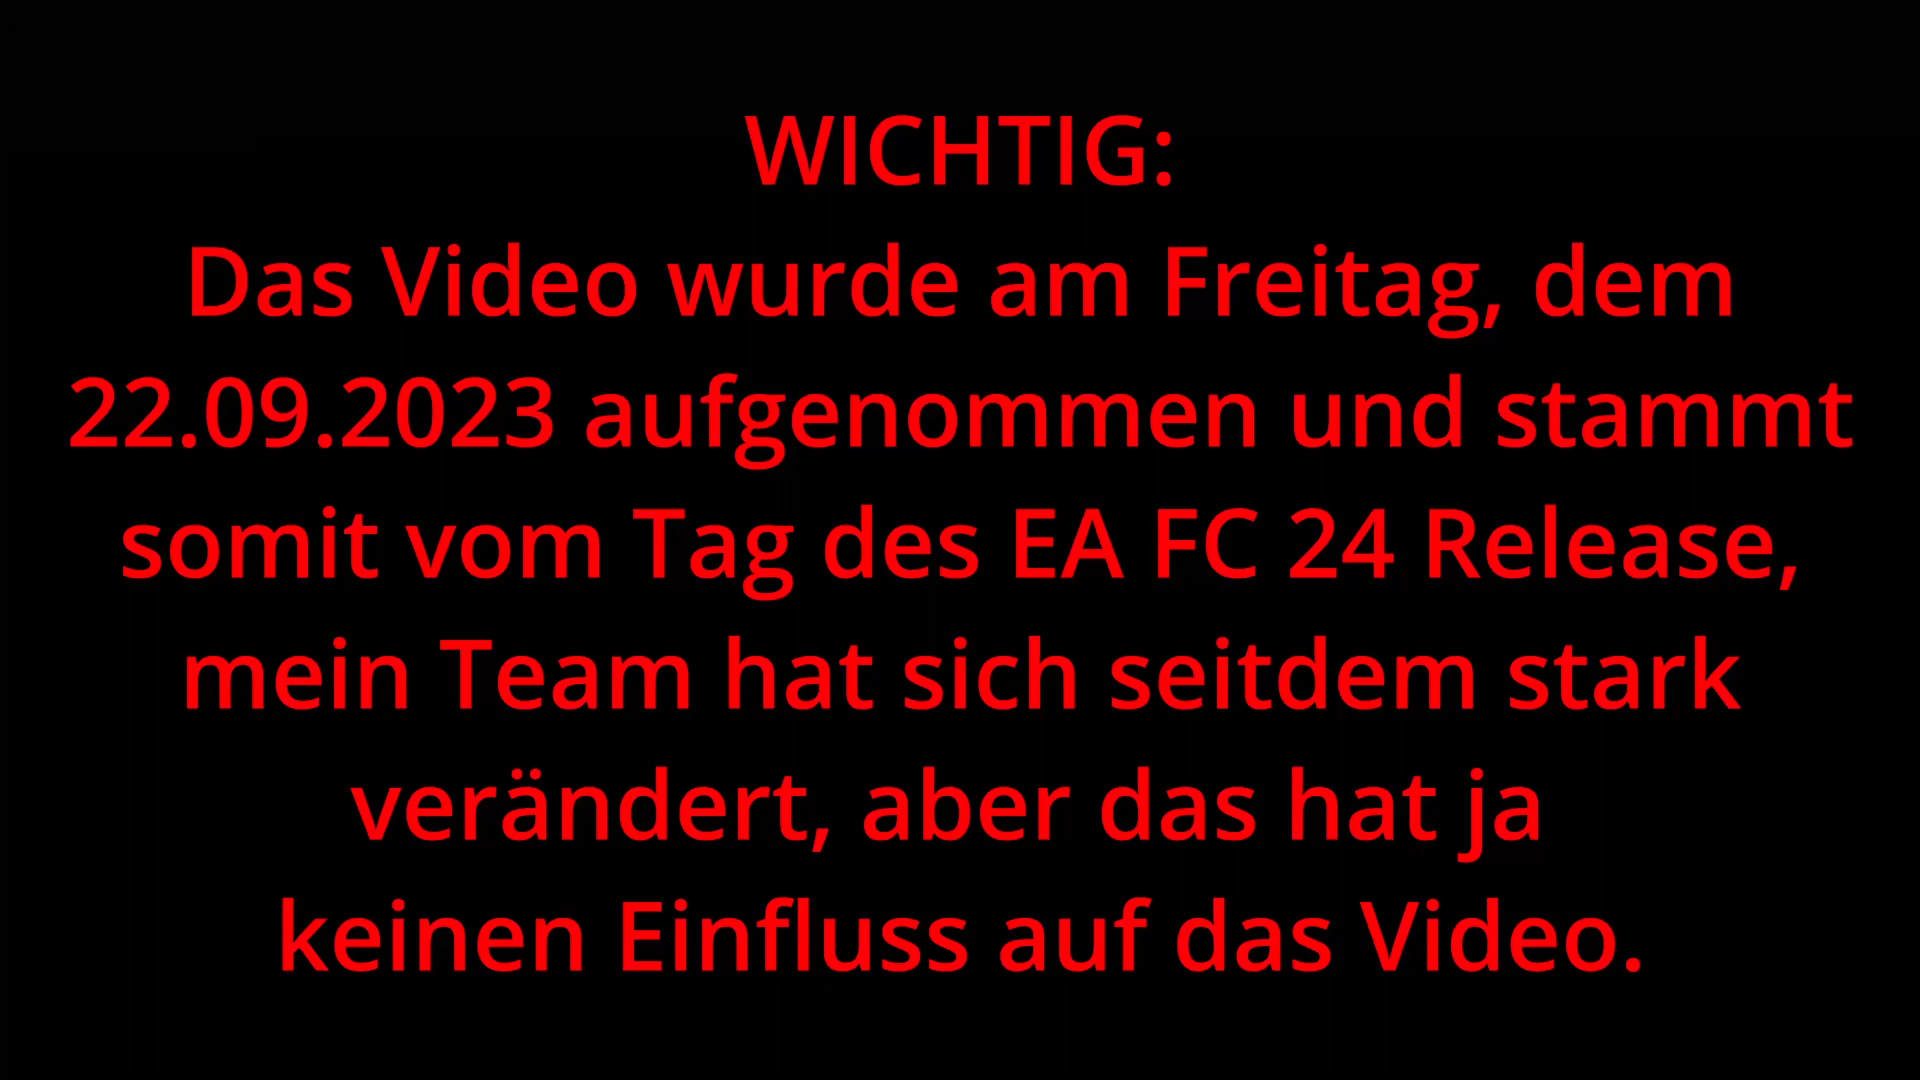 WICHTIG:
Das Video wurde am Freitag, dem
22.09.2023 aufgenommen und stammt
somit vom Tag des EA FC 24 Release,
mein Team hat sich seitdem stark
verändert, aber das hat ja
keinen Einfluss auf das Video.